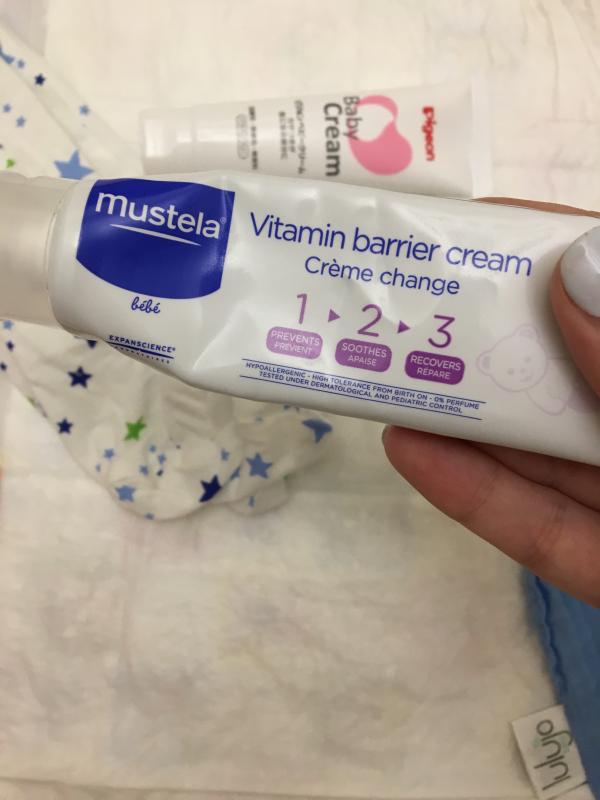 mustela®
bébé
EXPANSCIENCE®
Vitamin barrier cream
Crème change
1 ▸ 2 ▸ 3
PREVENTS
PRÉVIENT
SOOTHES
APAISE
RECOVERS
RÉPARE
HYPOALLERGENIC - HIGH TOLERANCE FROM BIRTH ON - 0% PERFUME
TESTED UNDER DERMATOLOGICAL AND PEDIATRIC CONTROL
Pigeon
Baby
Cream
lulujo